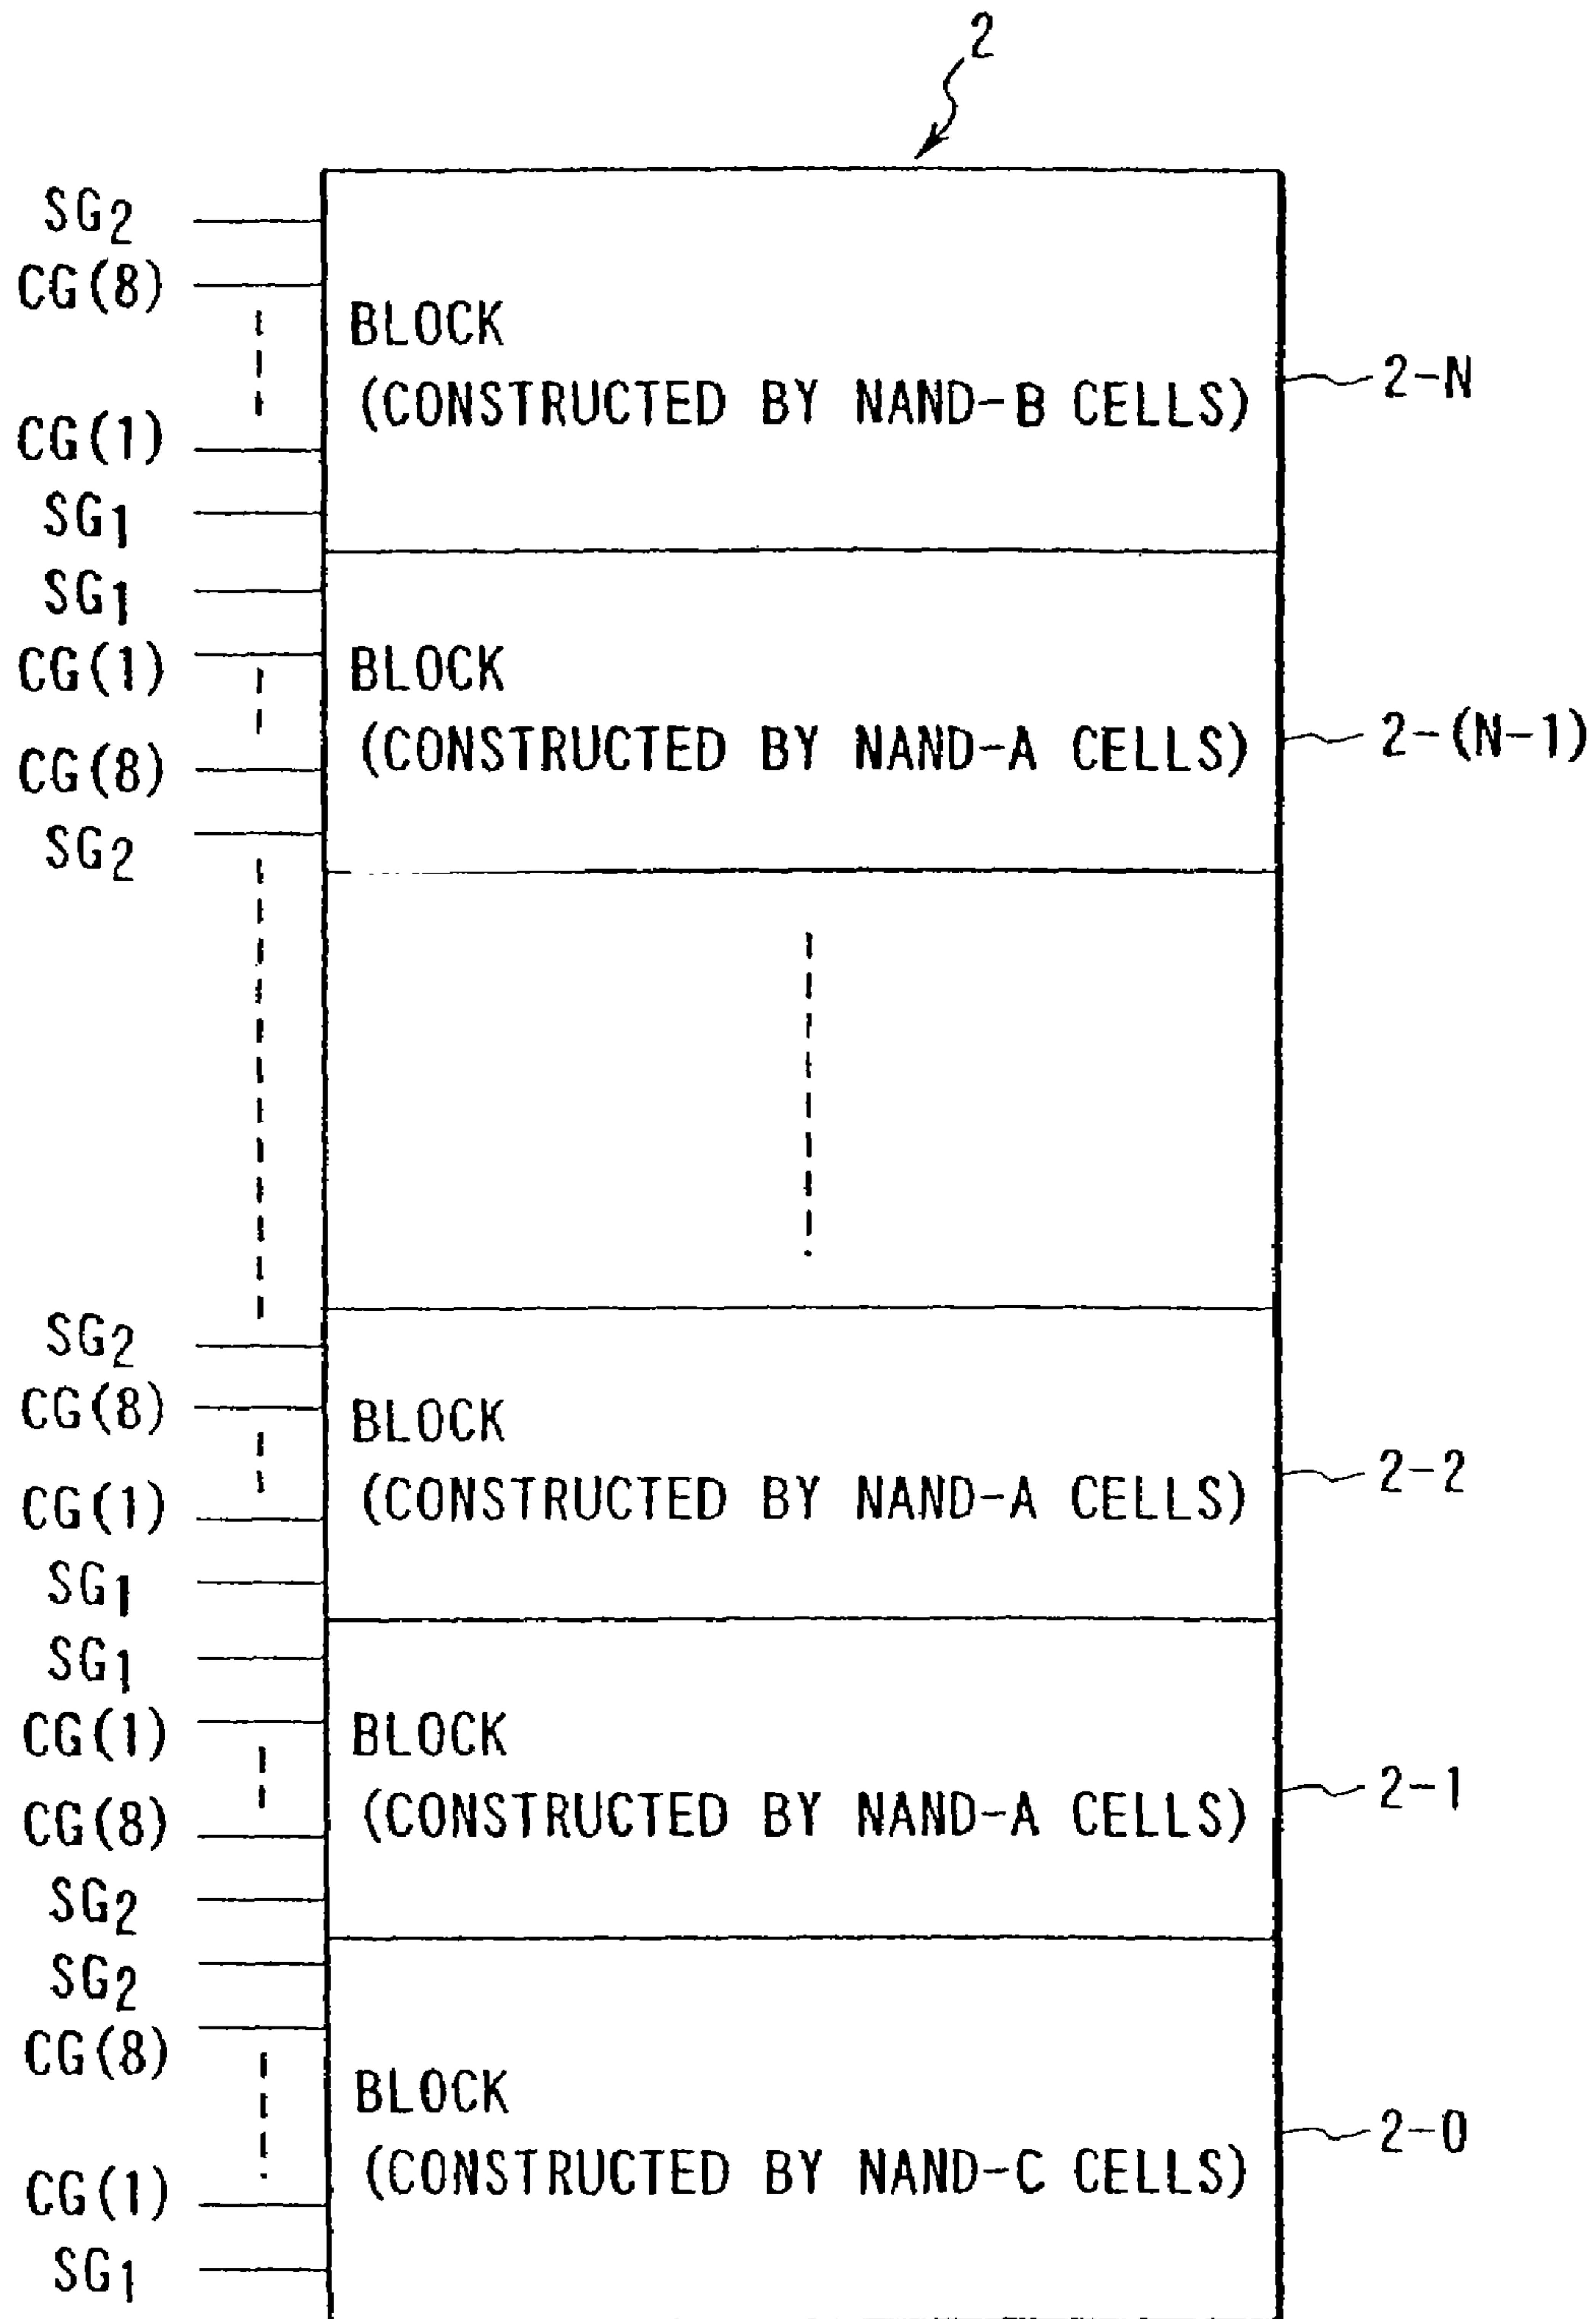 2
SG2
CG(8)
BLOCK
(CONSTRUCTED BY NAND-B CELLS)
2-N
CG(1)
SG1
SG1
CG(1)
BLOCK
(CONSTRUCTED BY NAND-A CELLS)
2-(N-1)
CG(8)
SG2
SG2
CG(8)
BLOCK
(CONSTRUCTED BY NAND-A CELLS)
2-2
CG(1)
SG1
SG1
CG(1)
BLOCK
(CONSTRUCTED BY NAND-A CELLS)
2-1
CG(8)
SG2
SG2
CG(8)
BLOCK
(CONSTRUCTED BY NAND-C CELLS)
2-0
CG(1)
SG1